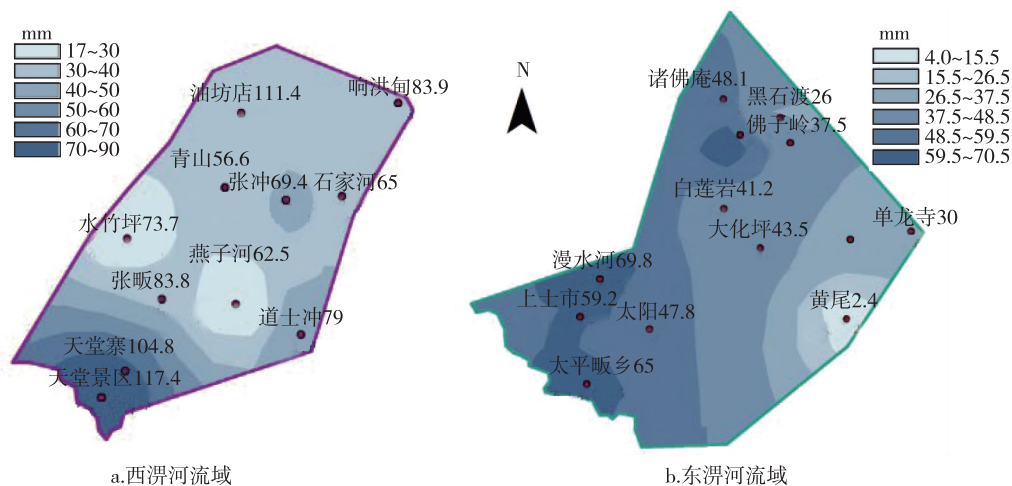 mm
17~30
30~40
40~50
50~60
60~70
70~90
油坊店111.4
响洪甸83.9
青山56.6
张冲69.4
石家河65
水竹坪73.7
燕子河62.5
张畈83.8
道士冲79
天堂寨104.8
天堂景区117.4
a.西淠河流域
N
mm
4.0~15.5
15.5~26.5
26.5~37.5
37.5~48.5
48.5~59.5
59.5~70.5
诸佛庵48.1
黑石渡26
佛子岭37.5
白莲岩41.2
大化坪43.5
单龙寺30
漫水河69.8
上土市59.2
太阳47.8
黄尾2.4
太平畈乡65
b.东淠河流域